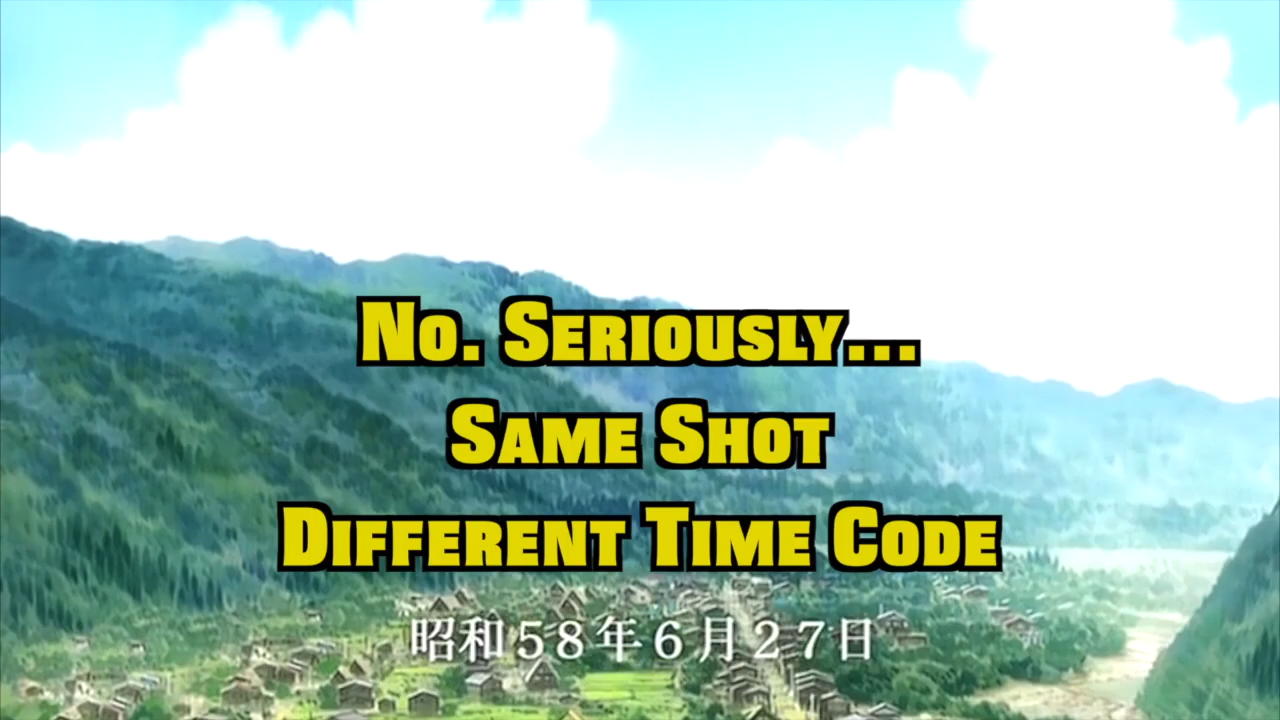 No. Seriously...
Same Shot
Different Time Code
昭和５８年６月２７日